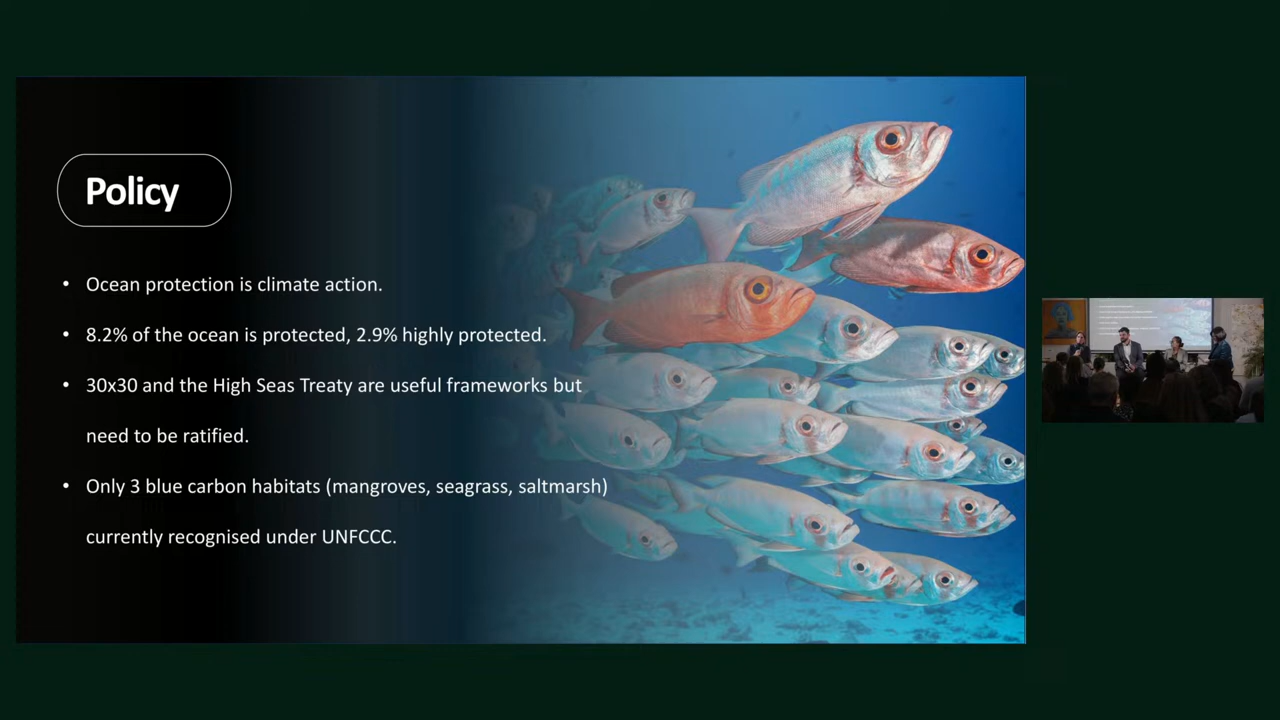 Policy
• Ocean protection is climate action.
• 8.2% of the ocean is protected, 2.9% highly protected.
• 30x30 and the High Seas Treaty are useful frameworks but
need to be ratified.
• Only 3 blue carbon habitats (mangroves, seagrass, saltmarsh)
currently recognised under UNFCCC.